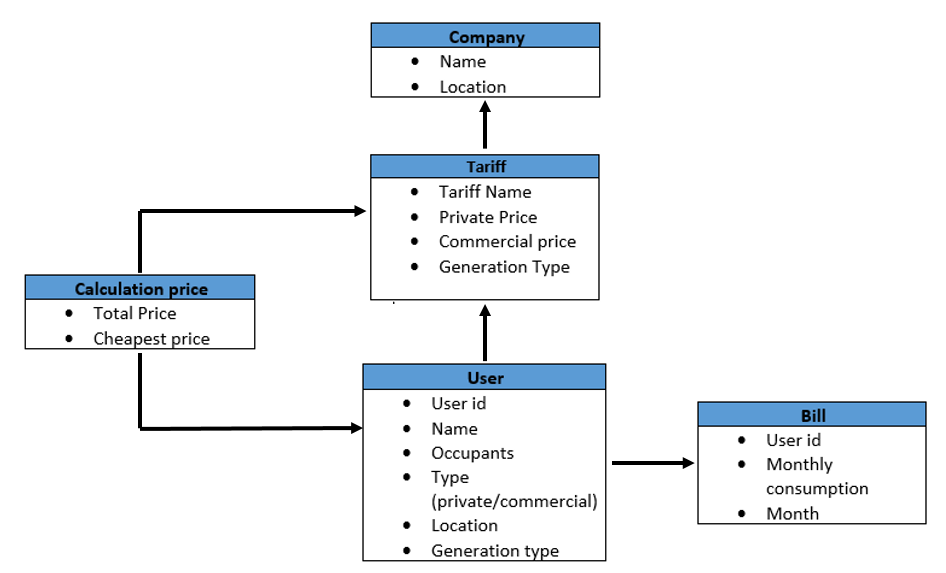 Company
• Name
• Location
Tariff
• Tariff Name
• Private Price
• Commercial price
• Generation Type
Calculation price
• Total Price
• Cheapest price
User
• User id
• Name
• Occupants
• Type
(private/commercial)
• Location
• Generation type
Bill
• User id
• Monthly
consumption
• Month